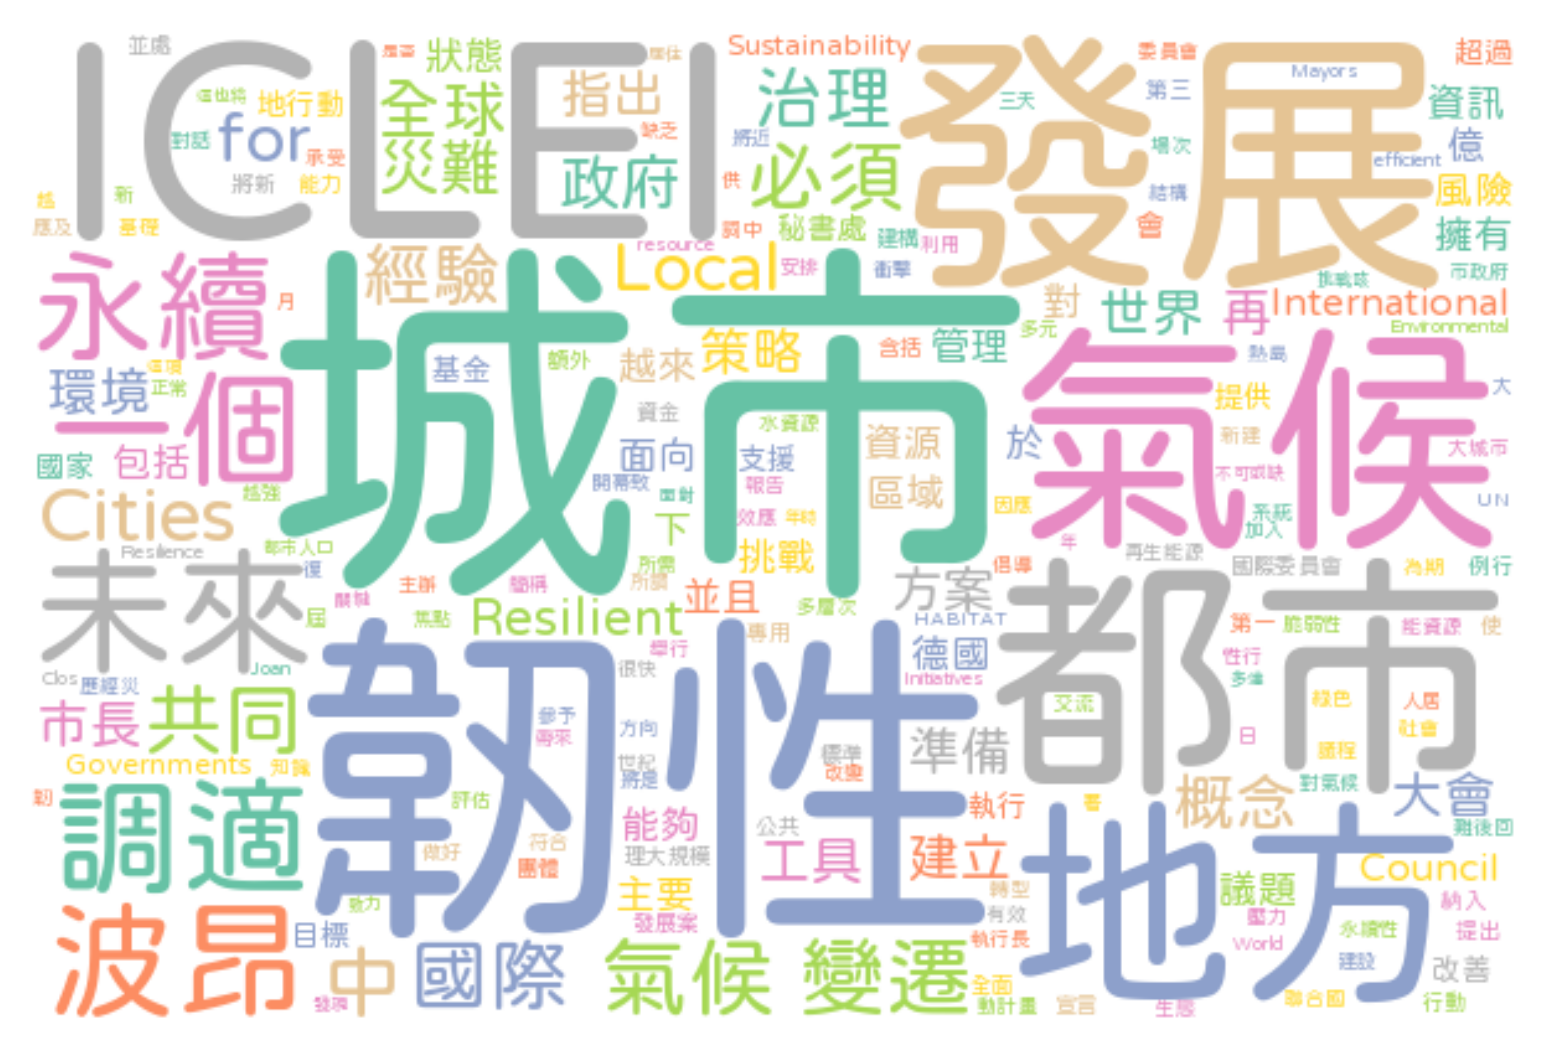 並處
ICLEI
狀態
全球
災難
指出
居住
Sustainability
治理
發展
委員會
Mayors
超過
這也將
地行動
對話
for
承受
將新
能力
缺乏
將近
三天
第三
場次
資訊
億
efficient
越
新
應及
基礎
政府
供
必須
結構
風險
國中
秘書處
建構
利用
會
擁有
resource
永續
月
經驗
Local
安排
衝擊
市政府
城市
多元
對
世界
再
International
Environmental
環境
正常
一個
基金
額外
越來
策略
含括
管理
熱島
氣候
大
提供
資金
水資源
資源
於
新建
大城市
國家
包括
越強
面向
支援
開幕致
面對
報告
區域
不可或缺
UN
Cities
Resilience
都市人口
復
下
效應
年時
因應
系統
加入
挑戰
所需
所謂
年
再生能源
倡導
國際委員會
為期
例行
未來
主辦
簡稱
焦點
屆
Resilient
並且
多層次
方案
HABITAT
都市
第一
脆弱性
能資源
使
Clos
歷經災
Joan
韌性
舉行
專用
很快
德國
Initiatives
性行
市長
共同
參予
帶來
方向
世紀
將是
標準
改變
準備
交流
日
綠色
人居
社會
Governments
知識
韌
調適
評估
做好
符合
團體
能夠
公共
理大規模
工具
執行
建立
概念
對氣候
大會
難後回
Council
地方
主要
發展案
致力
轉型
有效
執行長
議題
壓力
World
永續性
納入
提出
波昂
目標
中
國際
氣候 變遷
全面
動計畫
宣言
生態
建設
聯合國
改善
行動